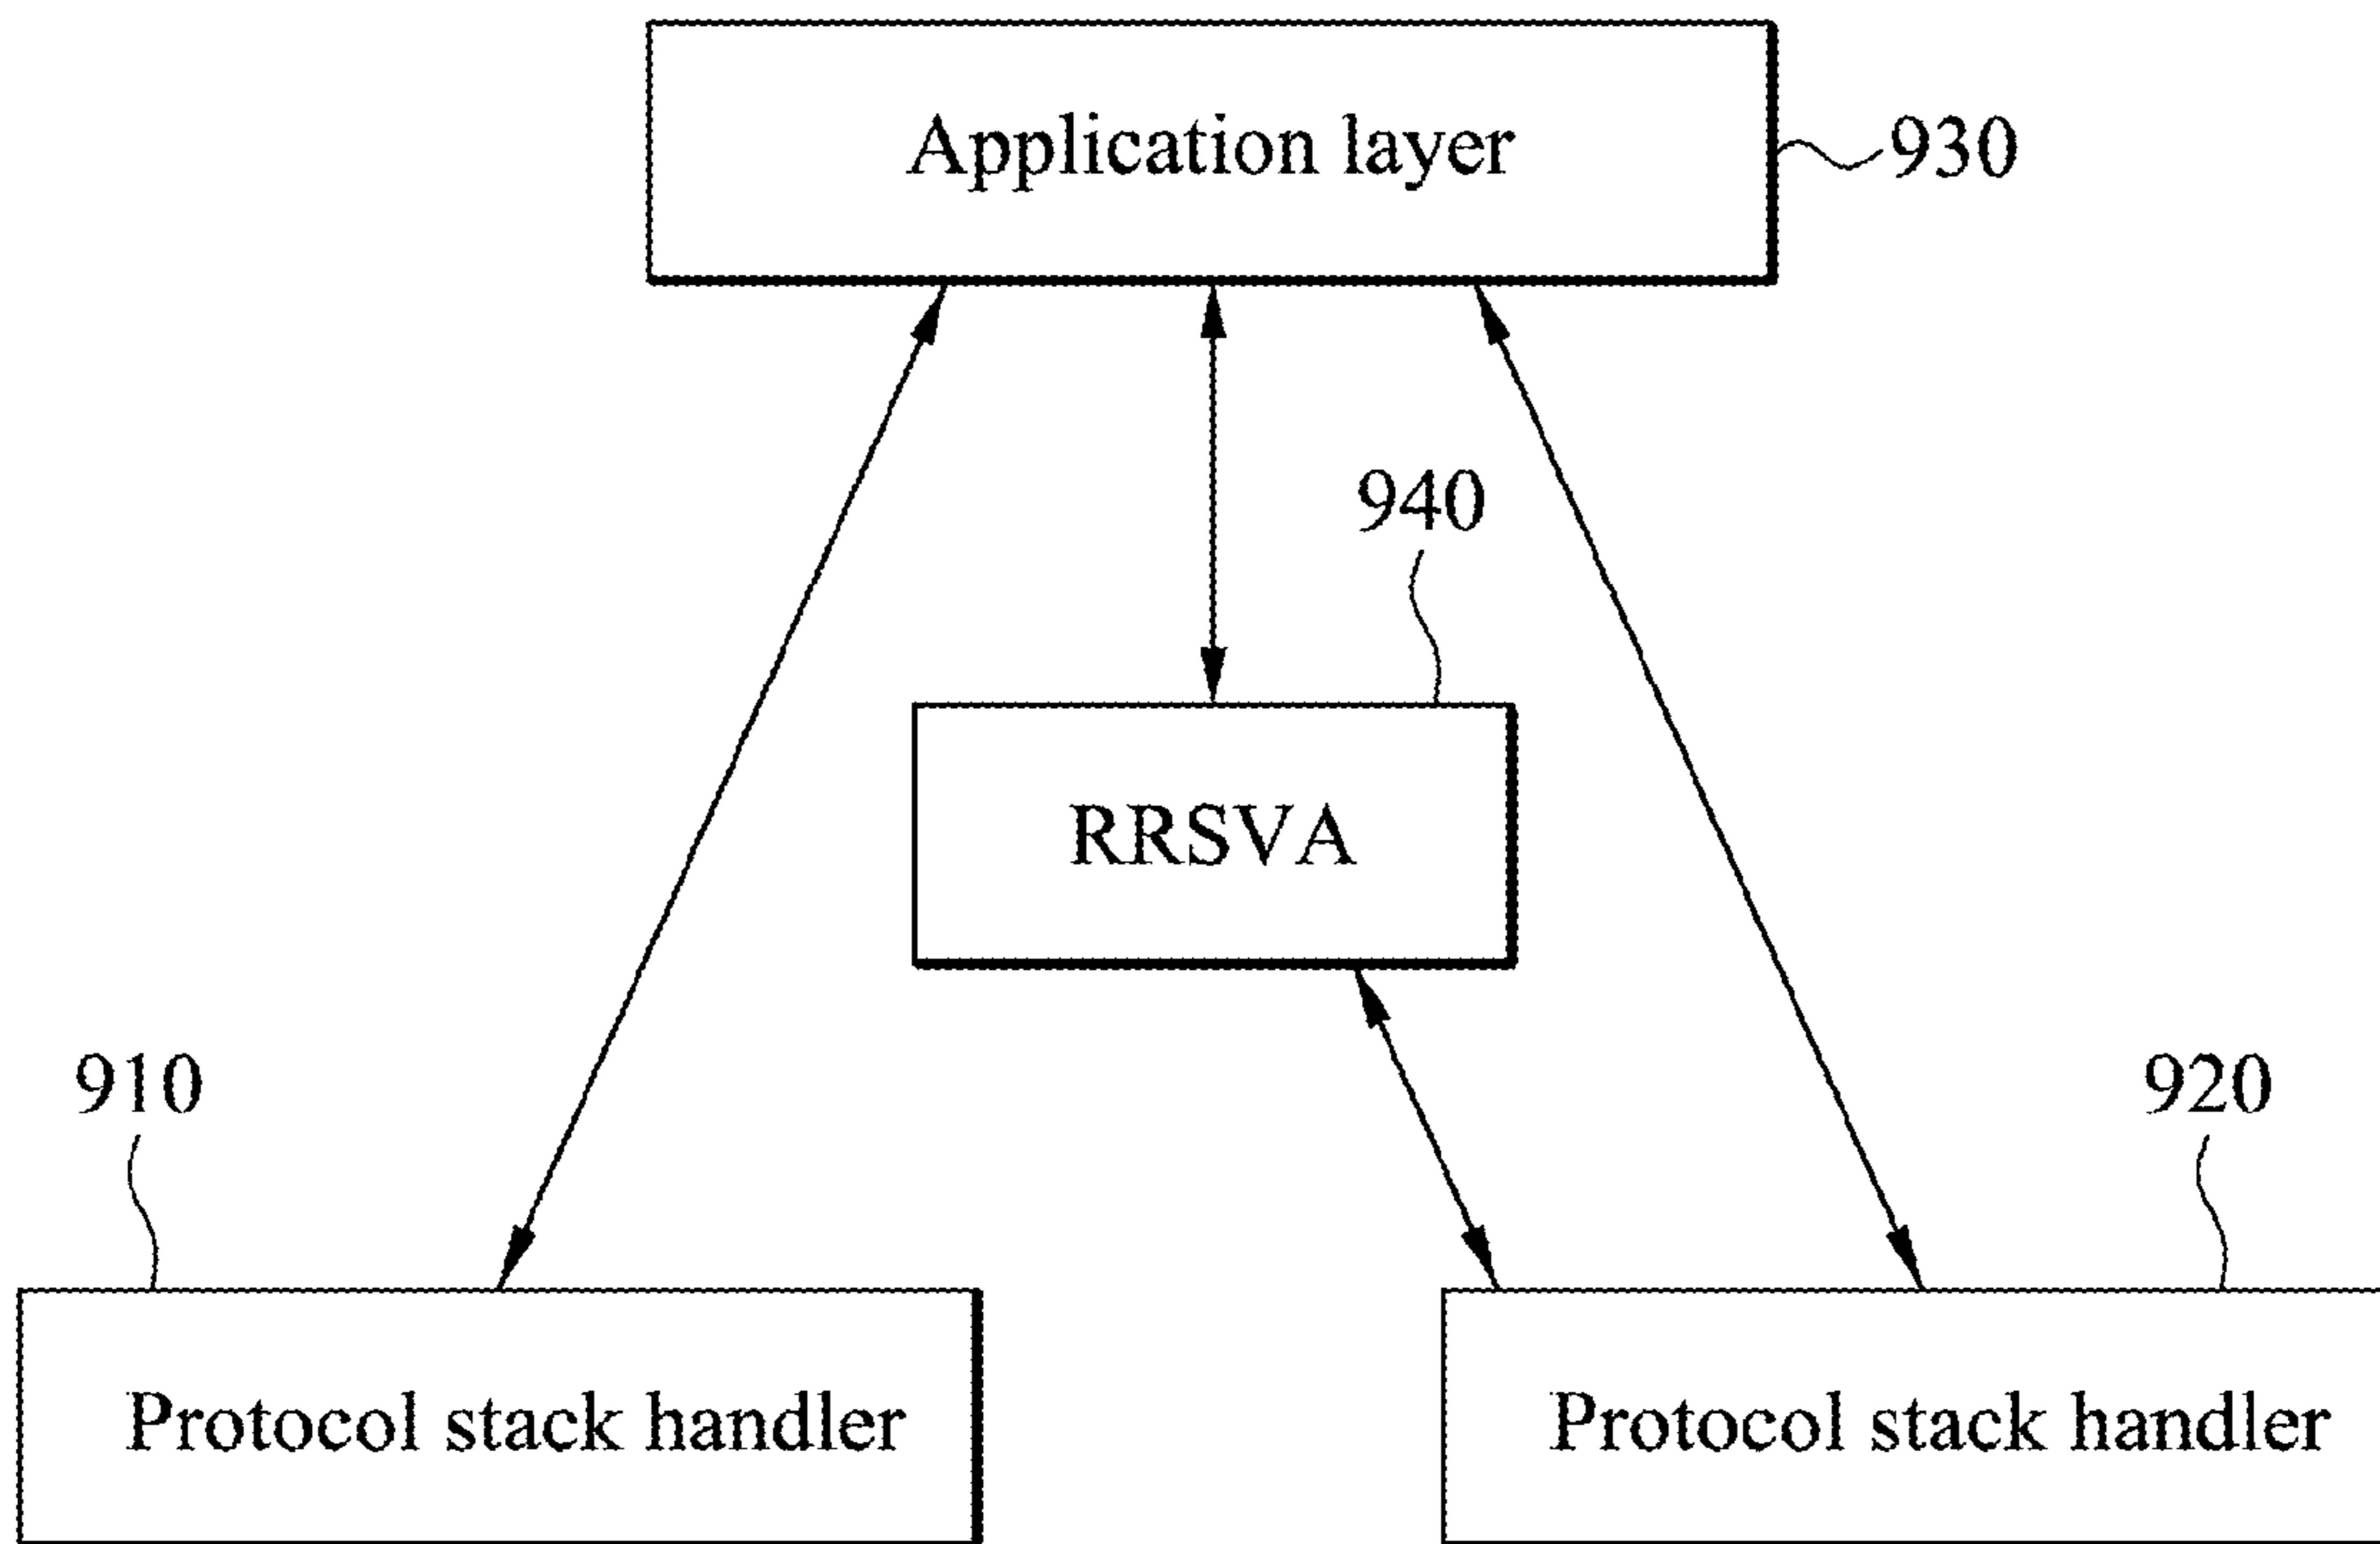 Application layer
930
940
RRSVA
910
920
Protocol stack handler
Protocol stack handler